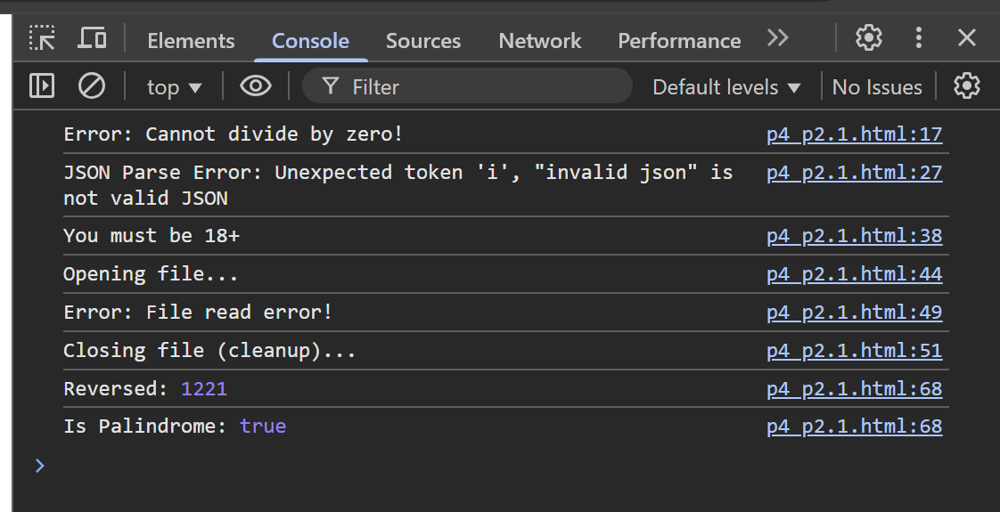 Elements Console Sources Network Performance
top Filter Default levels No Issues
Error: Cannot divide by zero! p4_p2.1.html:17
JSON Parse Error: Unexpected token 'i', "invalid json" is p4_p2.1.html:27
not valid JSON
You must be 18+ p4_p2.1.html:38
Opening file... p4_p2.1.html:44
Error: File read error! p4_p2.1.html:49
Closing file (cleanup)... p4_p2.1.html:51
Reversed: 1221 p4_p2.1.html:68
Is Palindrome: true p4_p2.1.html:68